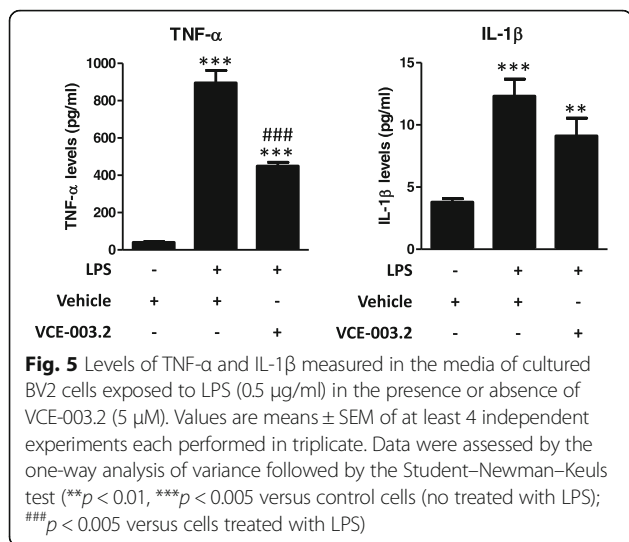 TNF-α
IL-1β
TNF-α levels (pg/ml)
1000
800
600
400
200
0
***
###
***
IL-1β levels (pg/ml)
15
10
5
0
***
**
LPS - + + - + +
Vehicle + + - + + -
VCE-003.2 - - + - - +
Fig. 5 Levels of TNF-α and IL-1β measured in the media of cultured
BV2 cells exposed to LPS (0.5 μg/ml) in the presence or absence of
VCE-003.2 (5 μM). Values are means ± SEM of at least 4 independent
experiments each performed in triplicate. Data were assessed by the
one-way analysis of variance followed by the Student–Newman–Keuls
test (**p < 0.01, ***p < 0.005 versus control cells (no treated with LPS);
###p < 0.005 versus cells treated with LPS)